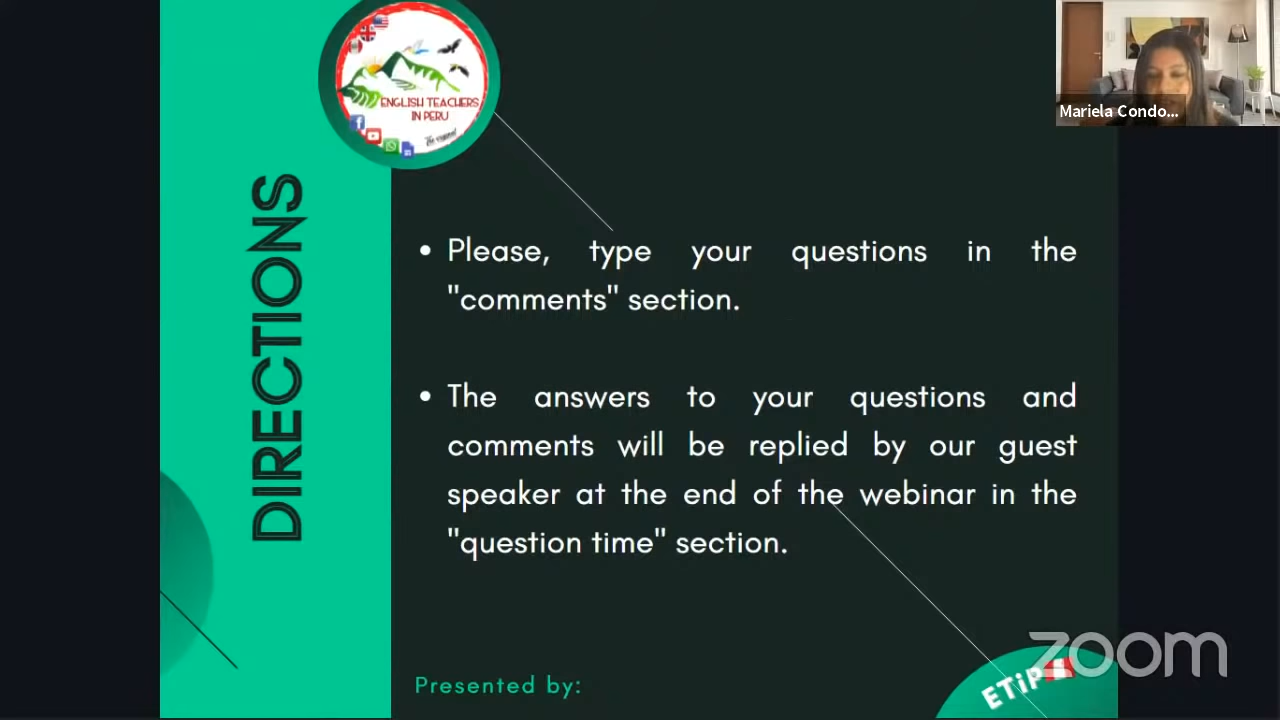 ENGLISH TEACHERS
IN PERU
The channel
Mariela Condo...
DIRECTIONS
• Please, type your questions in the
"comments" section.
• The answers to your questions and
comments will be replied by our guest
speaker at the end of the webinar in the
"question time" section.
Presented by:
ETiP
zoom